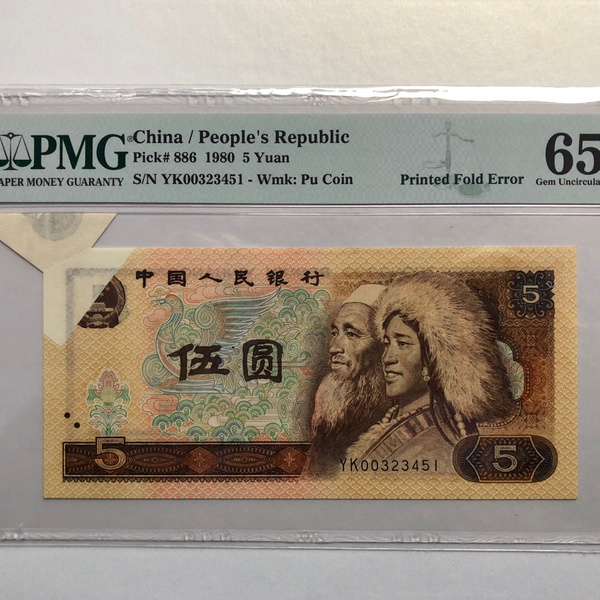 PMG
PAPER MONEY GUARANTY
China / People's Republic
Pick# 886 1980 5 Yuan
S/N YK00323451 - Wmk: Pu Coin
Printed Fold Error
65
Gem Uncircula
中国人民银行
5
伍圆
5
YK00323451
5